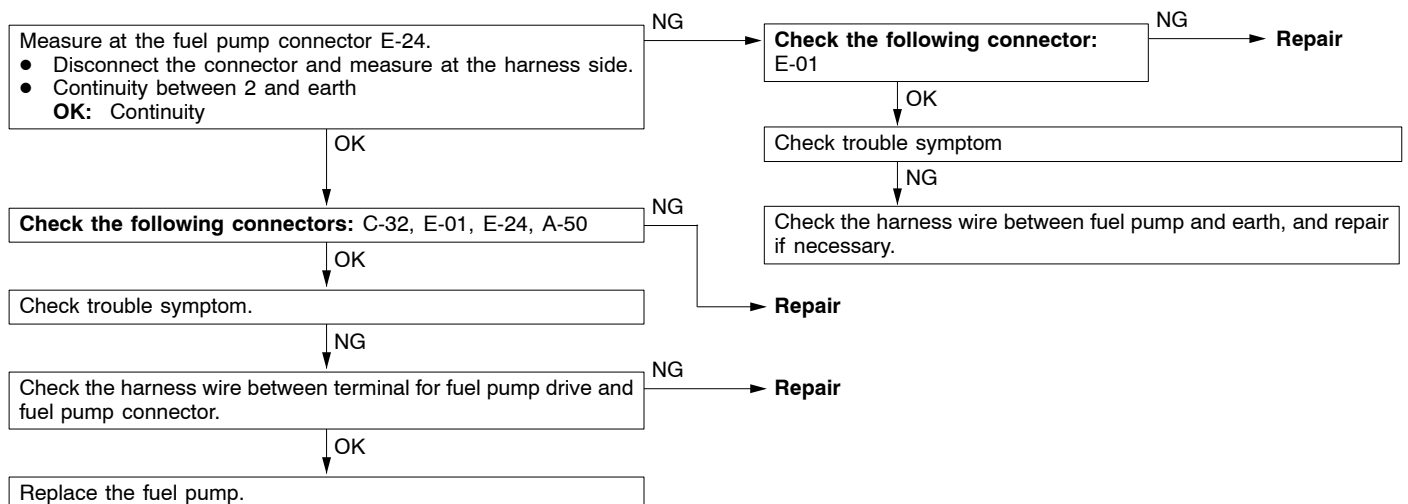 Measure at the fuel pump connector E-24.
● Disconnect the connector and measure at the harness side.
● Continuity between 2 and earth
OK: Continuity
NG
Check the following connector:
E-01
NG
Repair
OK
Check trouble symptom
NG
Check the harness wire between fuel pump and earth, and repair
if necessary.
OK
Check the following connectors: C-32, E-01, E-24, A-50
NG
Repair
OK
Check trouble symptom.
NG
Check the harness wire between terminal for fuel pump drive and
fuel pump connector.
NG
Repair
OK
Replace the fuel pump.